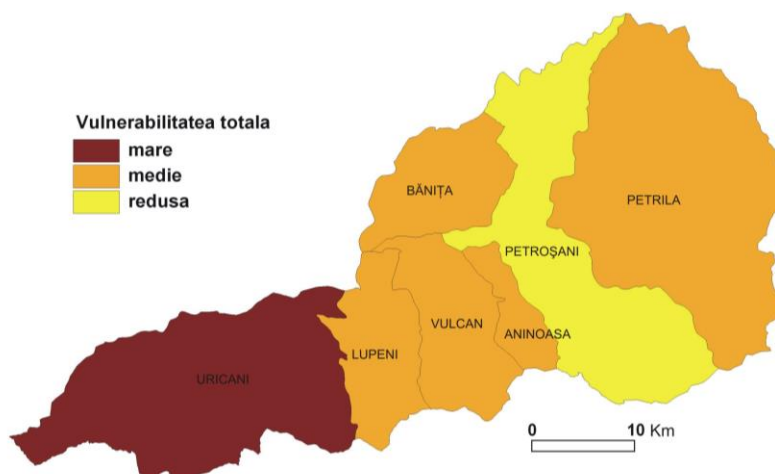 Vulnerabilitatea totala
mare
medie
redusa
BĂNIȚA
PETRILA
PETROȘANI
VULCAN
ANINOASA
LUPENI
URICANI
0 10 Km